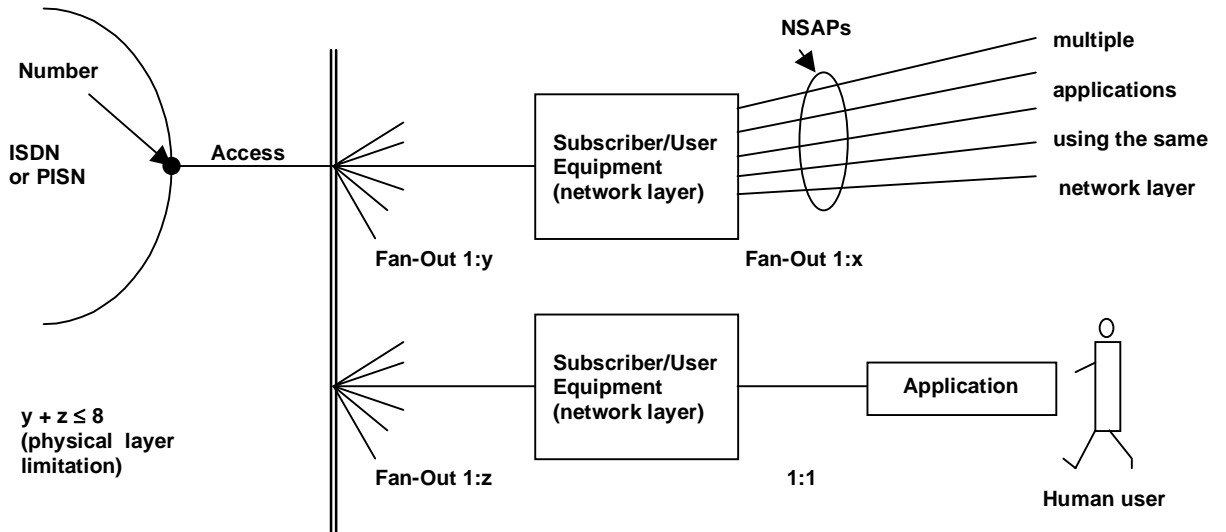 NSAPs
multiple
Number
applications
ISDN
or PISN
Access
Subscriber/User
Equipment
(network layer)
using the same
network layer
Fan-Out 1:y
Fan-Out 1:x
Subscriber/User
Equipment
(network layer)
Application
y + z ≤ 8
(physical layer
limitation)
Fan-Out 1:z
1:1
Human user